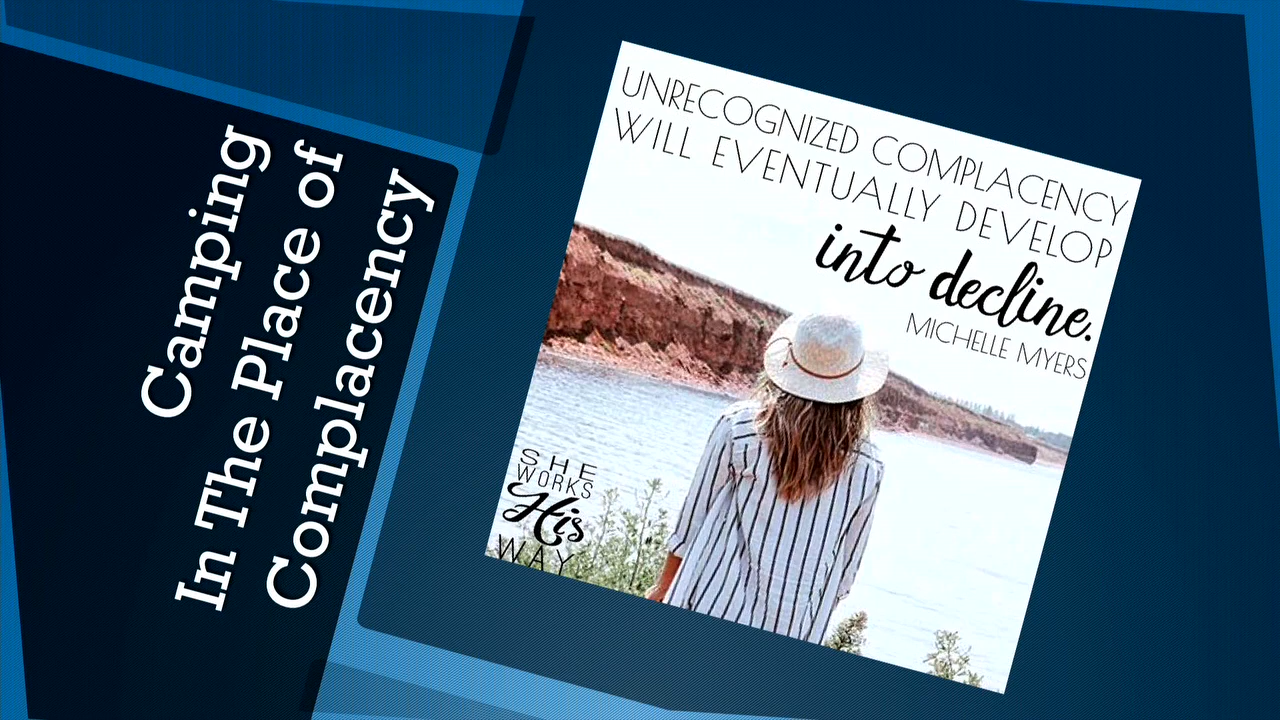 Camping
In The Place of
Complacency
UNRECOGNIZED COMPLACENCY
WILL EVENTUALLY DEVELOP
into decline.
MICHELLE MYERS
SHE
WORKS
His
WAY